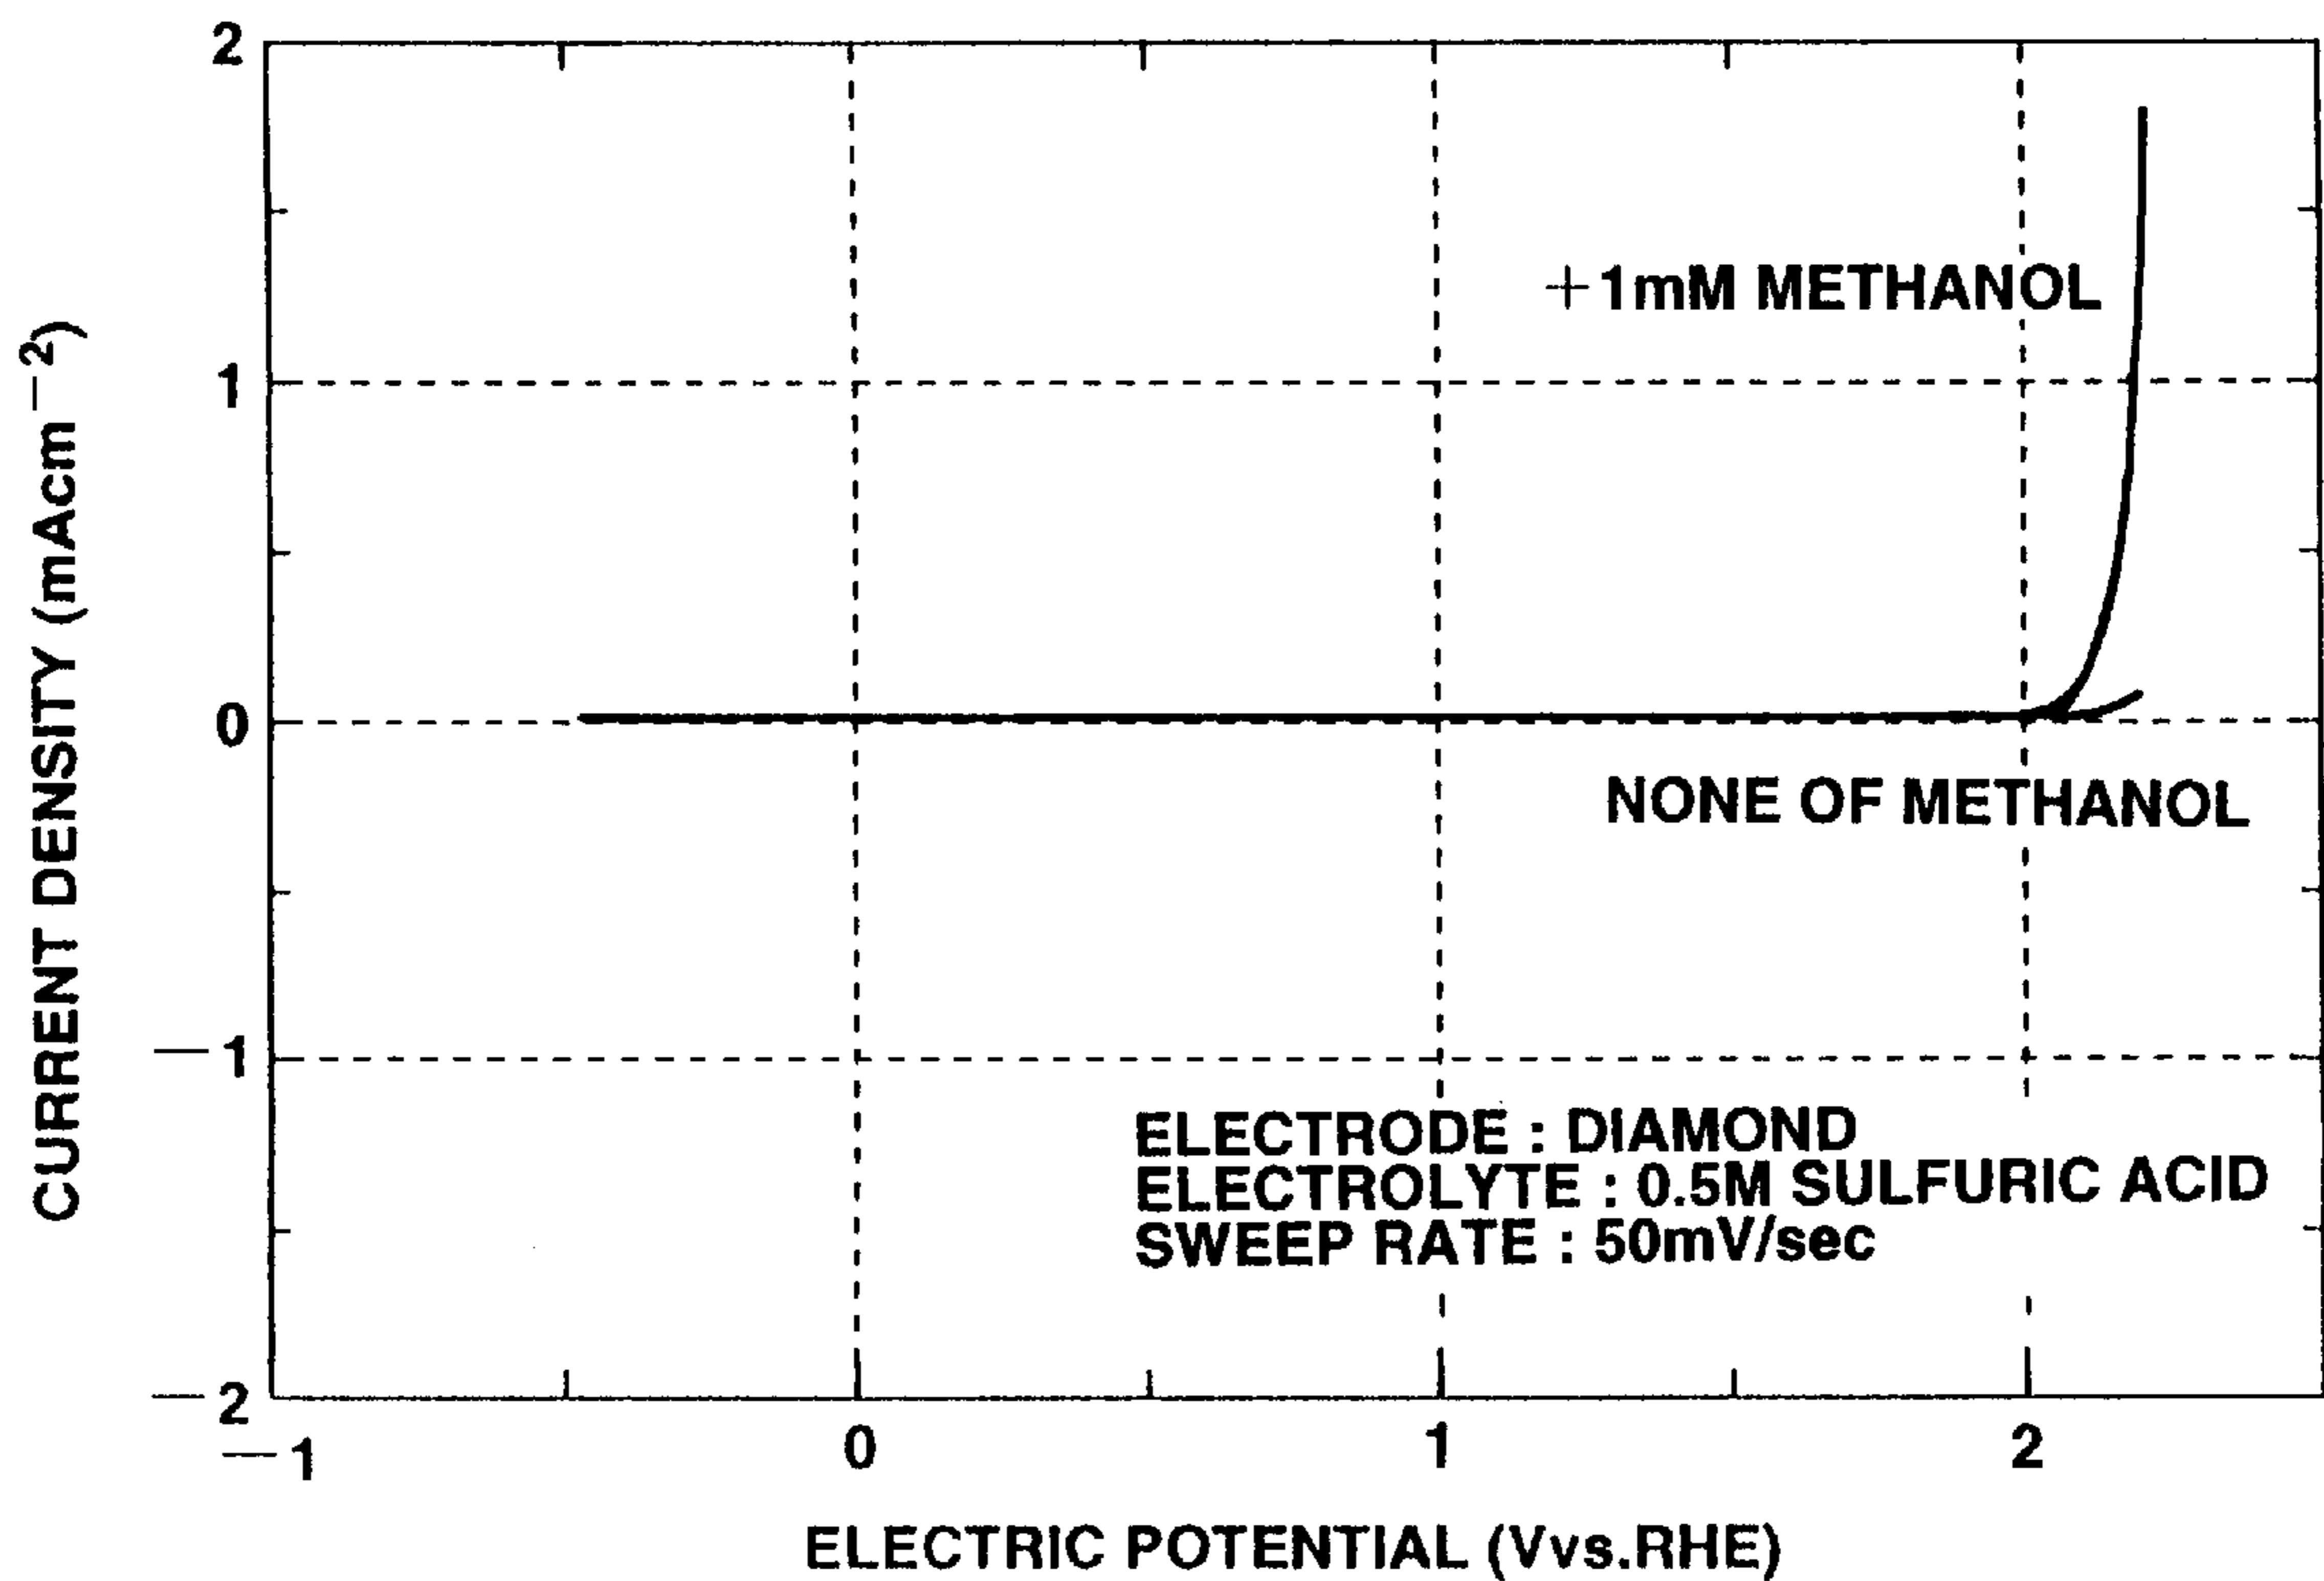 2
+1mM METHANOL
1
CURRENT DENSITY (mAcm−2)
0
NONE OF METHANOL
−1
ELECTRODE : DIAMOND
ELECTROLYTE : 0.5M SULFURIC ACID
SWEEP RATE : 50mV/sec
−2
−1 0 1 2
ELECTRIC POTENTIAL (Vvs.RHE)